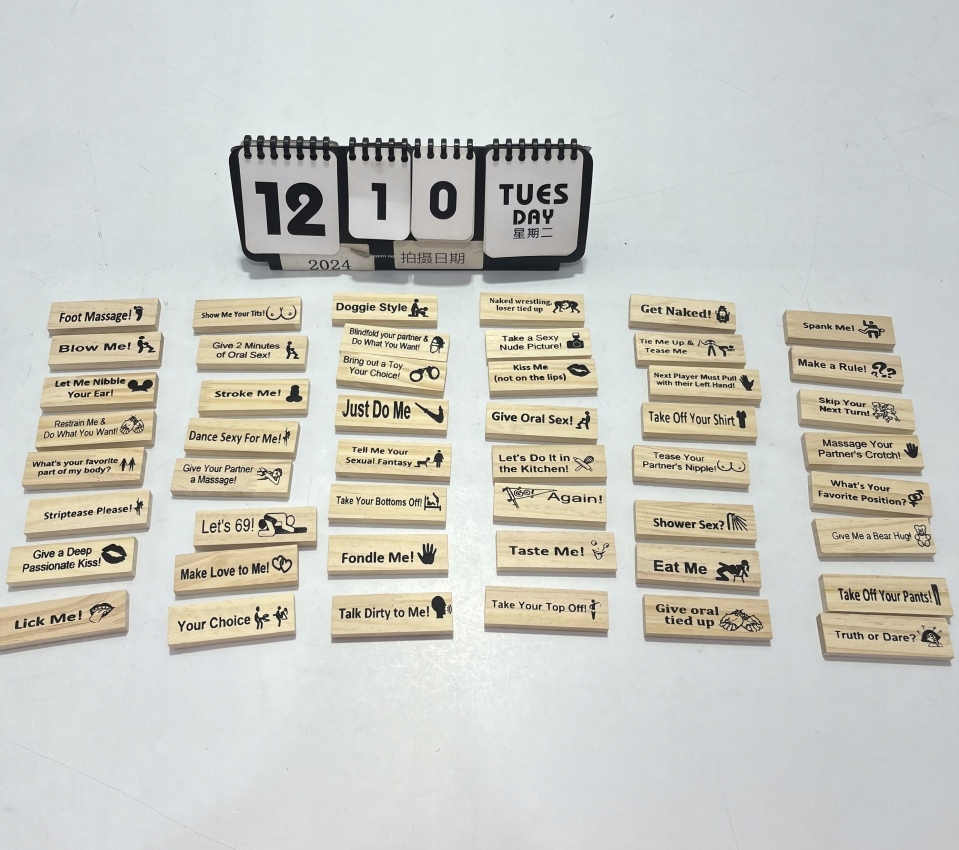 12
1
0
TUES
DAY
星期二
2024
拍摄日期
Foot Massage!
Blow Me!
Let Me Nibble
Your Ear!
Restrain Me &
Do What You Want!
What's your favorite
part of my body?
Striptease Please!
Give a Deep
Passionate Kiss!
Lick Me!
Show Me Your Tits!
Give 2 Minutes
of Oral Sex!
Stroke Me!
Dance Sexy For Me!
Give Your Partner
a Massage!
Let's 69!
Make Love to Me!
Your Choice
Doggie Style
Blindfold your partner &
Do What You Want!
Bring out a Toy
Your Choice!
Just Do Me
Tell Me Your
Sexual Fantasy
Take Your Bottoms Off!
Fondle Me!
Talk Dirty to Me!
Naked wrestling,
loser tied up
Take a Sexy
Nude Picture!
Kiss Me
(not on the lips)
Give Oral Sex!
Let's Do It in
the Kitchen!
Again!
Taste Me!
Take Your Top Off!
Get Naked!
Tie Me Up &
Tease Me
Next Player Must Pull
with their Left Hand!
Take Off Your Shirt
Tease Your
Partner's Nipple!
Shower Sex?
Eat Me
Give oral
tied up
Spank Me!
Make a Rule!
Skip Your
Next Turn!
Massage Your
Partner's Crotch!
What's Your
Favorite Position?
Give Me a Bear Hug!
Take Off Your Pants!
Truth or Dare?